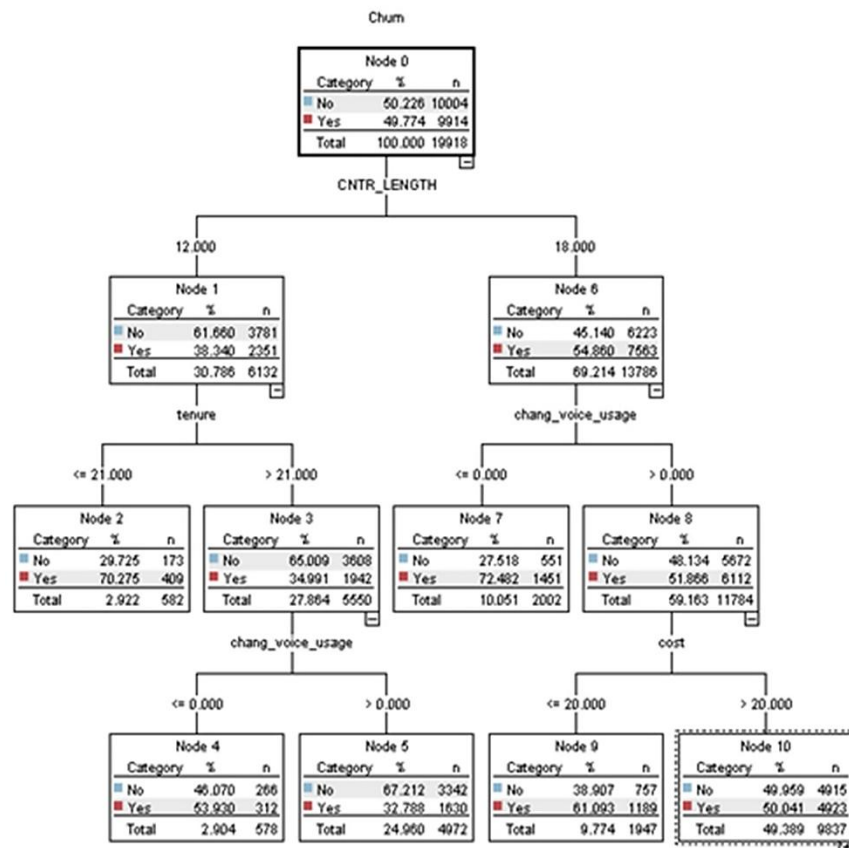 Churn
Node 0
Category % n
No 50.226 10004
Yes 49.774 9914
Total 100.000 19918
CNTR_LENGTH
12.000 18.000
Node 1
Category % n
No 61.660 3781
Yes 38.340 2351
Total 30.786 6132
Node 6
Category % n
No 45.140 6223
Yes 54.860 7563
Total 69.214 13786
tenure chang_voice_usage
<= 21.000 > 21.000 <= 0.000 > 0.000
Node 2
Category % n
No 29.725 173
Yes 70.275 409
Total 2.922 582
Node 3
Category % n
No 65.009 3608
Yes 34.991 1942
Total 27.864 5550
Node 7
Category % n
No 27.518 551
Yes 72.482 1451
Total 10.051 2002
Node 8
Category % n
No 48.134 5672
Yes 51.866 6112
Total 59.163 11784
chang_voice_usage cost
<= 0.000 > 0.000 <= 20.000 > 20.000
Node 4
Category % n
No 46.070 266
Yes 53.930 312
Total 2.904 578
Node 5
Category % n
No 67.212 3342
Yes 32.788 1630
Total 24.960 4972
Node 9
Category % n
No 38.907 757
Yes 61.093 1189
Total 9.774 1947
Node 10
Category % n
No 49.959 4915
Yes 50.041 4923
Total 49.389 9837